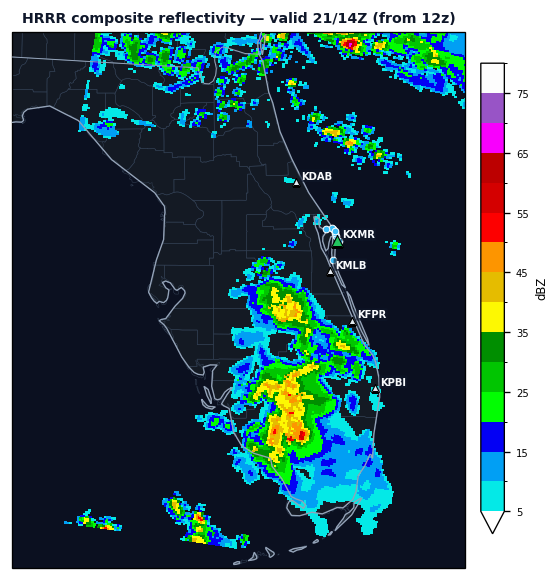 HRRR composite reflectivity — valid 21/14Z (from 12z)
KDAB
KXMR
KMLB
KFPR
KPBI
75
65
55
45
35
25
15
5
dBZ